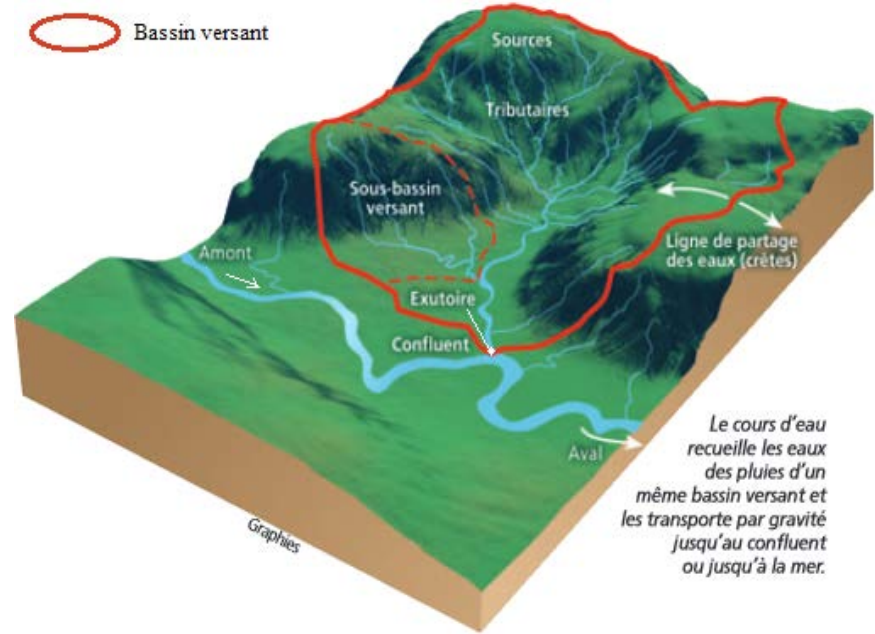 Bassin versant
Sources
Tributaires
Sous-bassin
versant
Amont
Ligne de partage
des eaux (crêtes)
Exutoire
Confluent
Aval
Graphies
Le cours d'eau
recueille les eaux
des pluies d'un
même bassin versant et
les transporte par gravité
jusqu'au confluent
ou jusqu'à la mer.